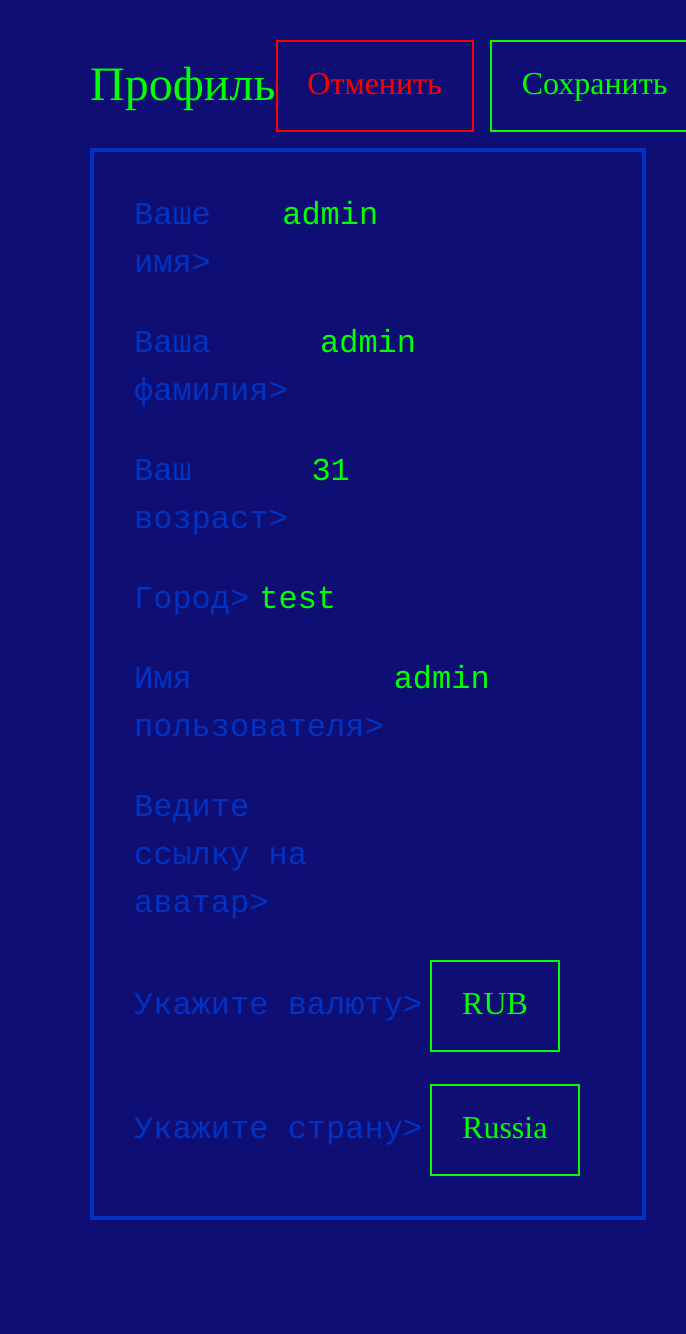 Профиль Отменить Сохранить
Ваше admin
имя>
Ваша admin
фамилия>
Ваш 31
возраст>
Город> test
Имя admin
пользователя>
Ведите
ссылку на
аватар>
Укажите валюту> RUB
Укажите страну> Russia